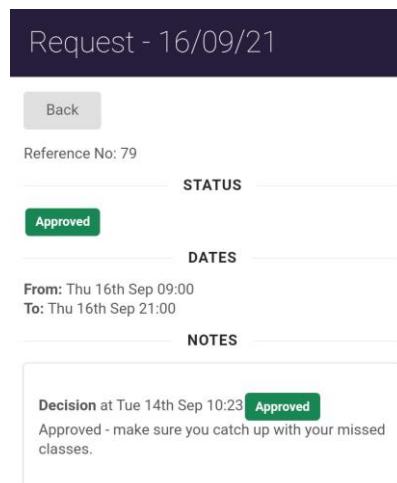 Request - 16/09/21
Back
Reference No: 79
STATUS
Approved
DATES
From: Thu 16th Sep 09:00
To: Thu 16th Sep 21:00
NOTES
Decision at Tue 14th Sep 10:23 Approved
Approved - make sure you catch up with your missed
classes.